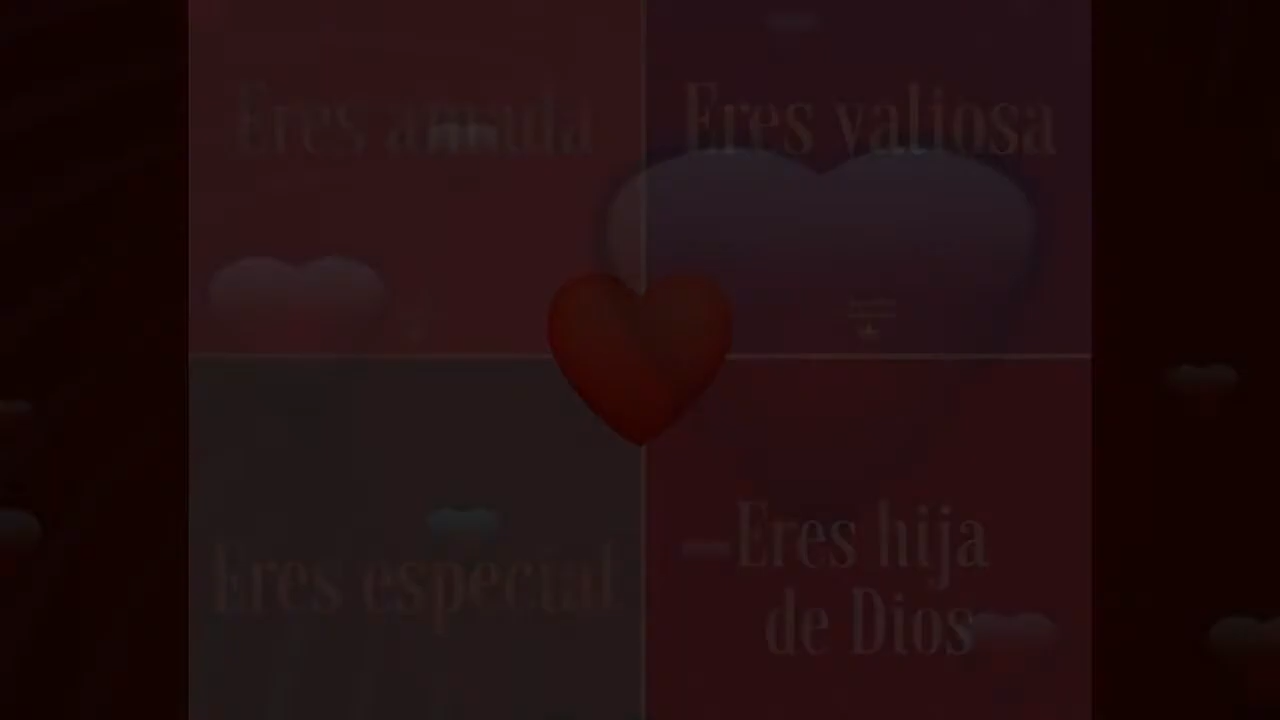 Eres amada
Eres valiosa
Eres especial
Eres hija
de Dios